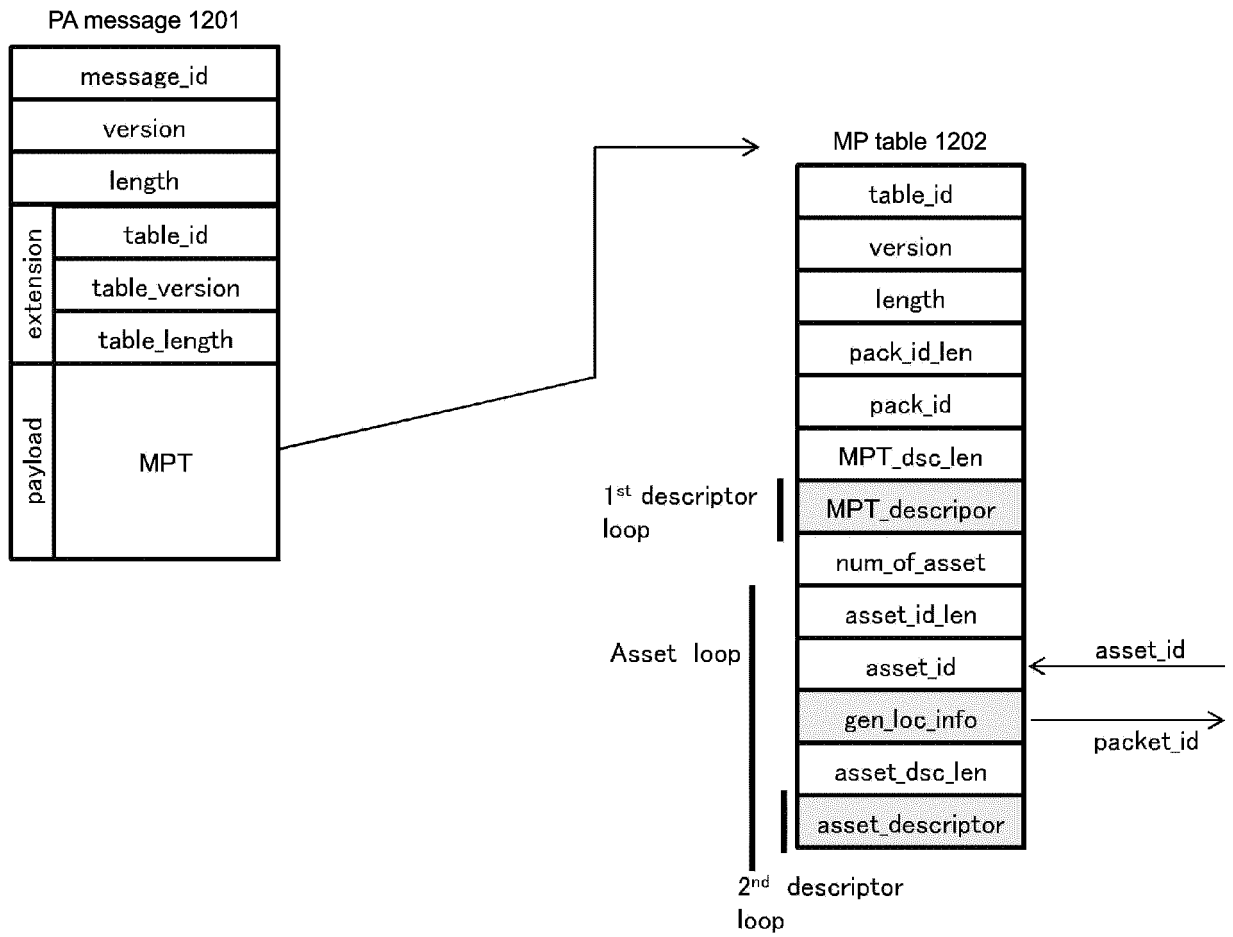 PA message 1201
message_id
version
length
extension
table_id
table_version
table_length
payload
MPT
MP table 1202
table_id
version
length
pack_id_len
pack_id
MPT_dsc_len
1st descriptor
loop
MPT_descripor
num_of_asset
asset_id_len
Asset loop
asset_id
asset_id
gen_loc_info
packet_id
asset_dsc_len
asset_descriptor
2nd descriptor
loop